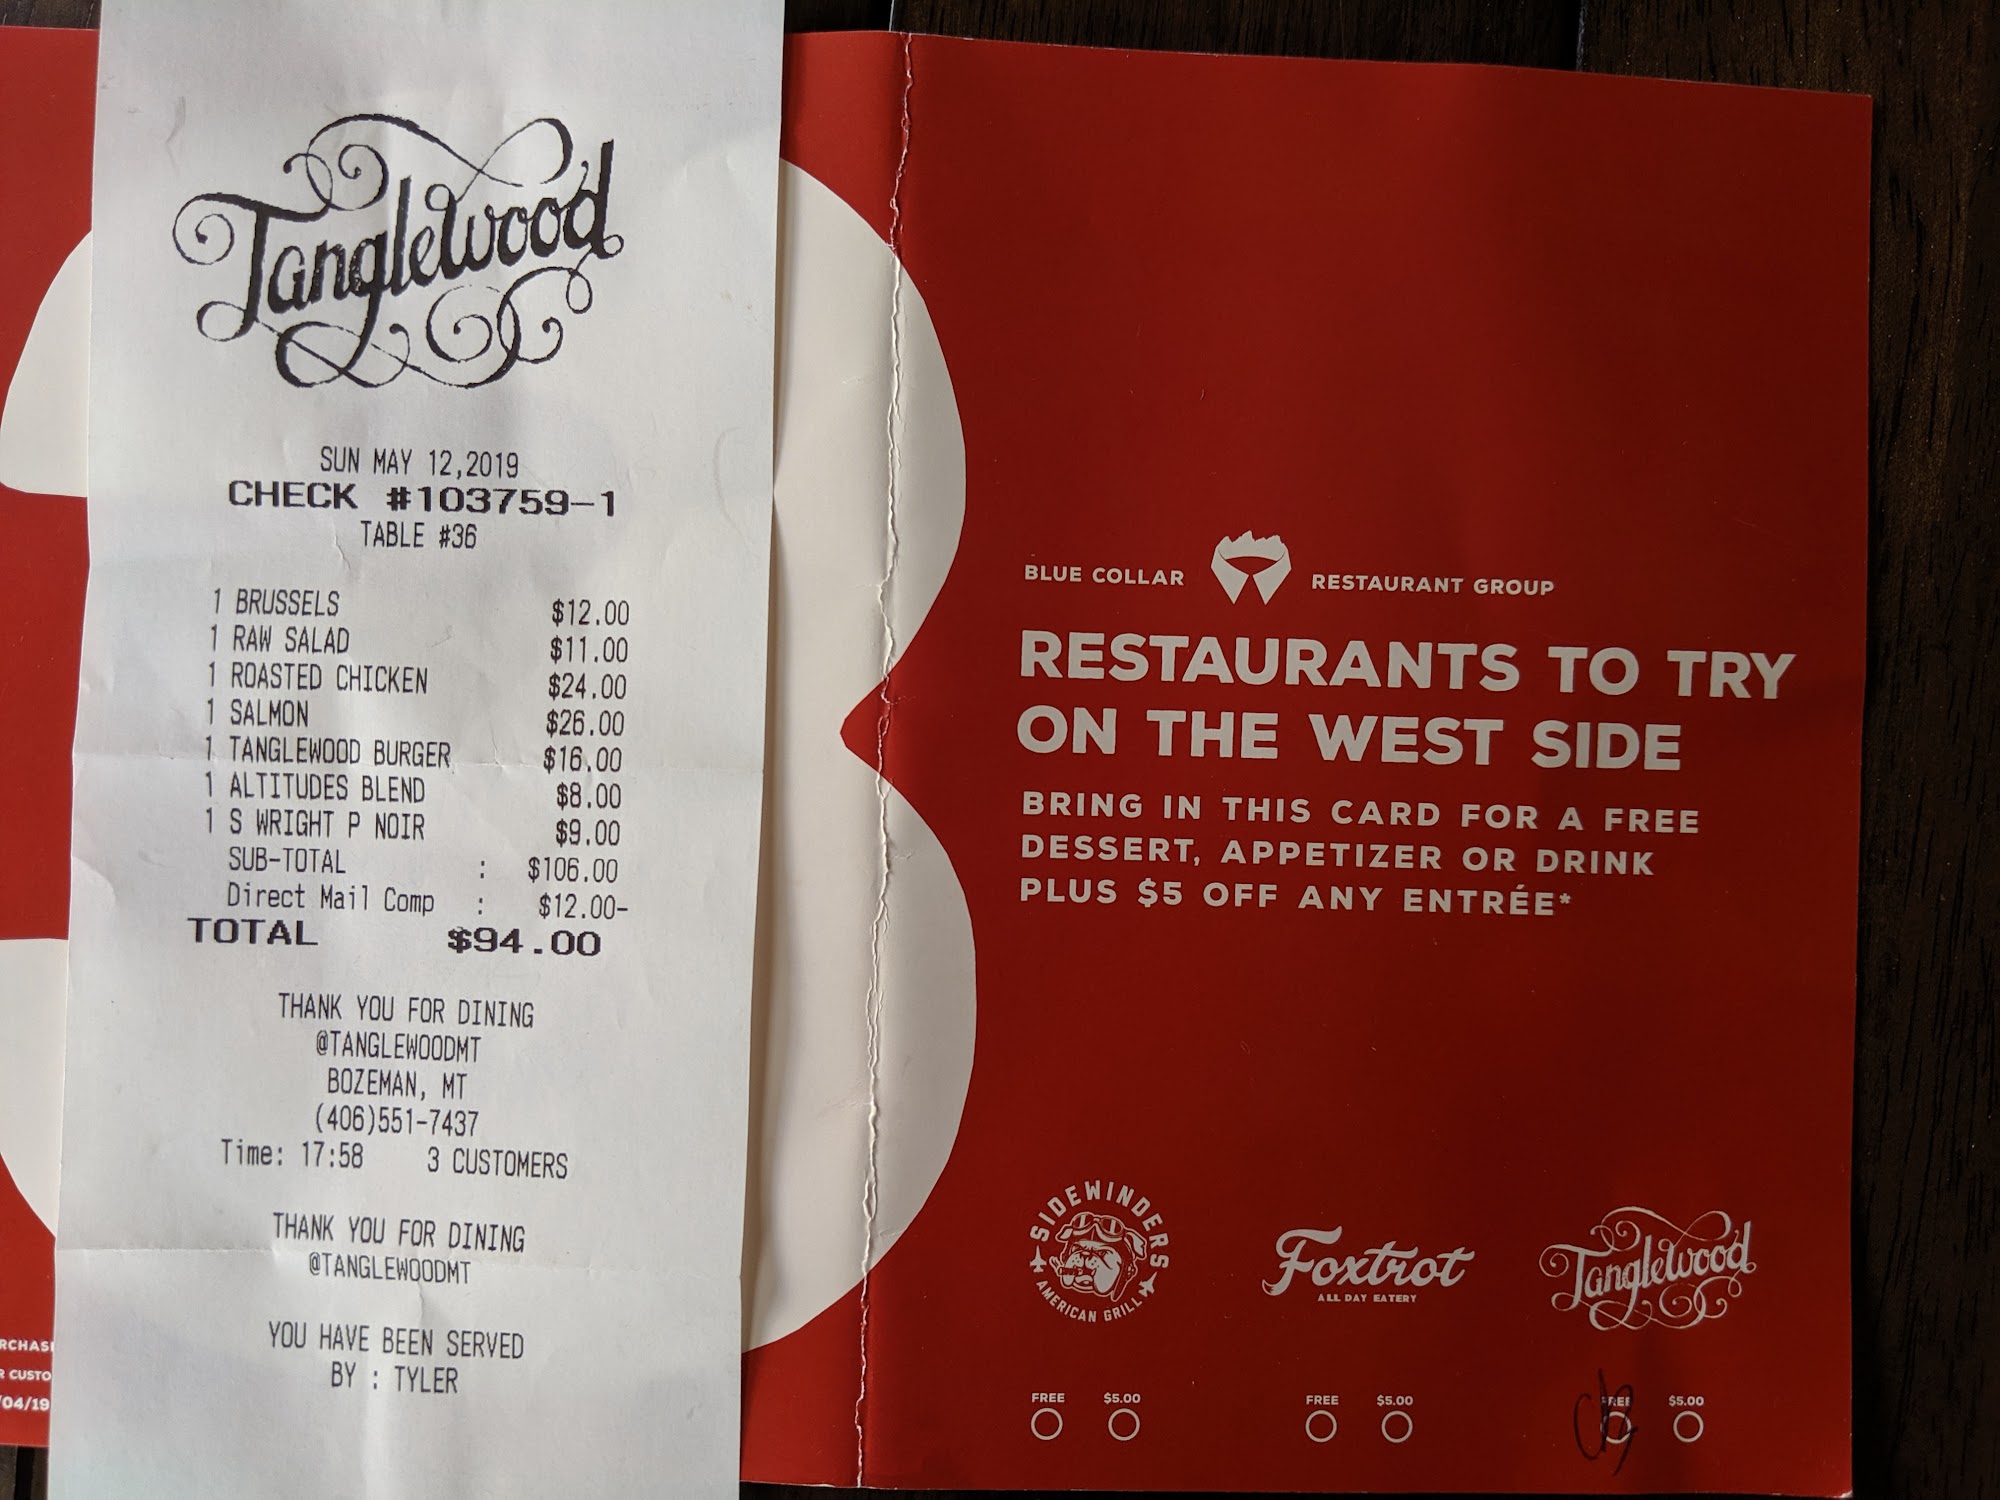 Tanglewood
SUN MAY 12,2019
CHECK #103759-1
TABLE #36
1 BRUSSELS $12.00
1 RAW SALAD $11.00
1 ROASTED CHICKEN $24.00
1 SALMON $26.00
1 TANGLEWOOD BURGER $16.00
1 ALTITUDES BLEND $8.00
1 S WRIGHT P NOIR $9.00
SUB-TOTAL : $106.00
Direct Mail Comp : $12.00-
TOTAL $94.00
THANK YOU FOR DINING
@TANGLEWOODMT
BOZEMAN, MT
(406)551-7437
Time: 17:58 3 CUSTOMERS
THANK YOU FOR DINING
@TANGLEWOODMT
YOU HAVE BEEN SERVED
BY : TYLER
BLUE COLLAR RESTAURANT GROUP
RESTAURANTS TO TRY
ON THE WEST SIDE
BRING IN THIS CARD FOR A FREE
DESSERT, APPETIZER OR DRINK
PLUS $5 OFF ANY ENTRÉE*
SIDEWINDERS
AMERICAN GRILL
Foxtrot
ALL DAY EATERY
Tanglewood
FREE $5.00
FREE $5.00
FREE $5.00
/04/19